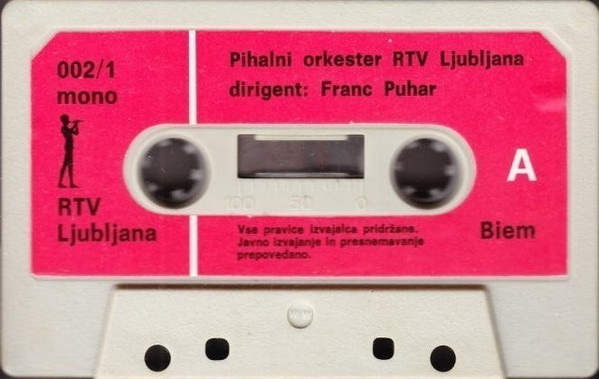 002/1
mono
Pihalni orkester RTV Ljubljana
dirigent: Franc Puhar
A
100 50 0
RTV
Ljubljana
Vse pravice izvajalca pridržane.
Javno izvajanje in presnemavanje
prepovedano.
Biem